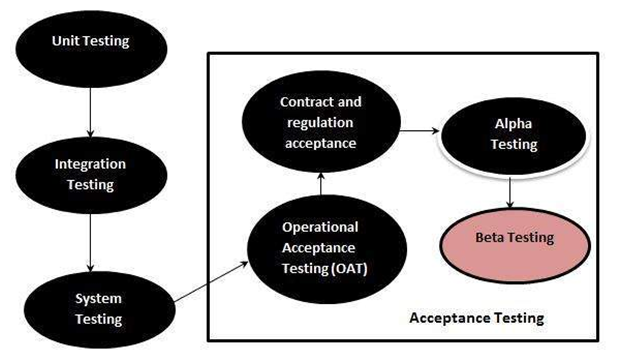 Unit Testing
Integration
Testing
System
Testing
Operational
Acceptance
Testing (OAT)
Contract and
regulation
acceptance
Alpha
Testing
Beta Testing
Acceptance Testing